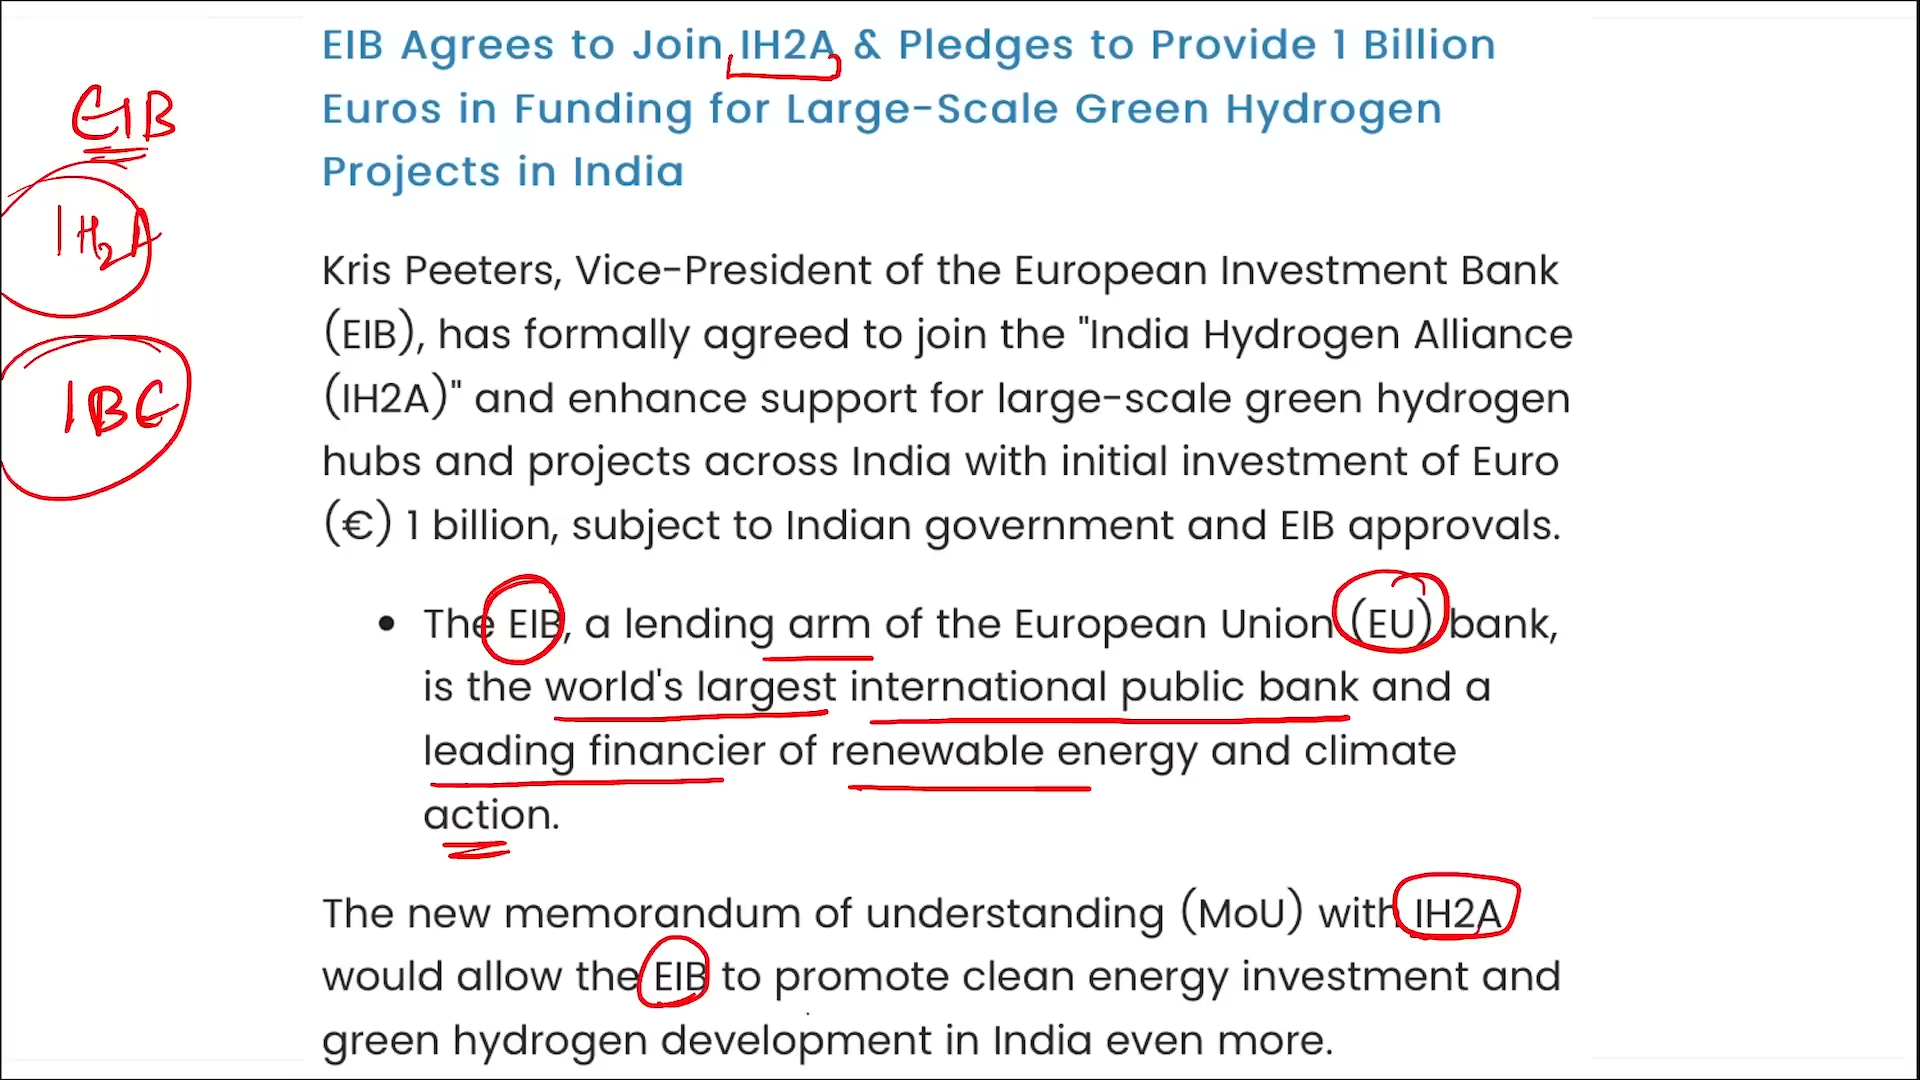 EIB Agrees to Join IH2A & Pledges to Provide 1 Billion
Euros in Funding for Large-Scale Green Hydrogen
Projects in India
EIB
IH2A
IBC
Kris Peeters, Vice-President of the European Investment Bank
(EIB), has formally agreed to join the "India Hydrogen Alliance
(IH2A)" and enhance support for large-scale green hydrogen
hubs and projects across India with initial investment of Euro
(€) 1 billion, subject to Indian government and EIB approvals.
• The EIB, a lending arm of the European Union (EU) bank,
is the world's largest international public bank and a
leading financier of renewable energy and climate
action.
The new memorandum of understanding (MoU) with IH2A
would allow the EIB to promote clean energy investment and
green hydrogen development in India even more.